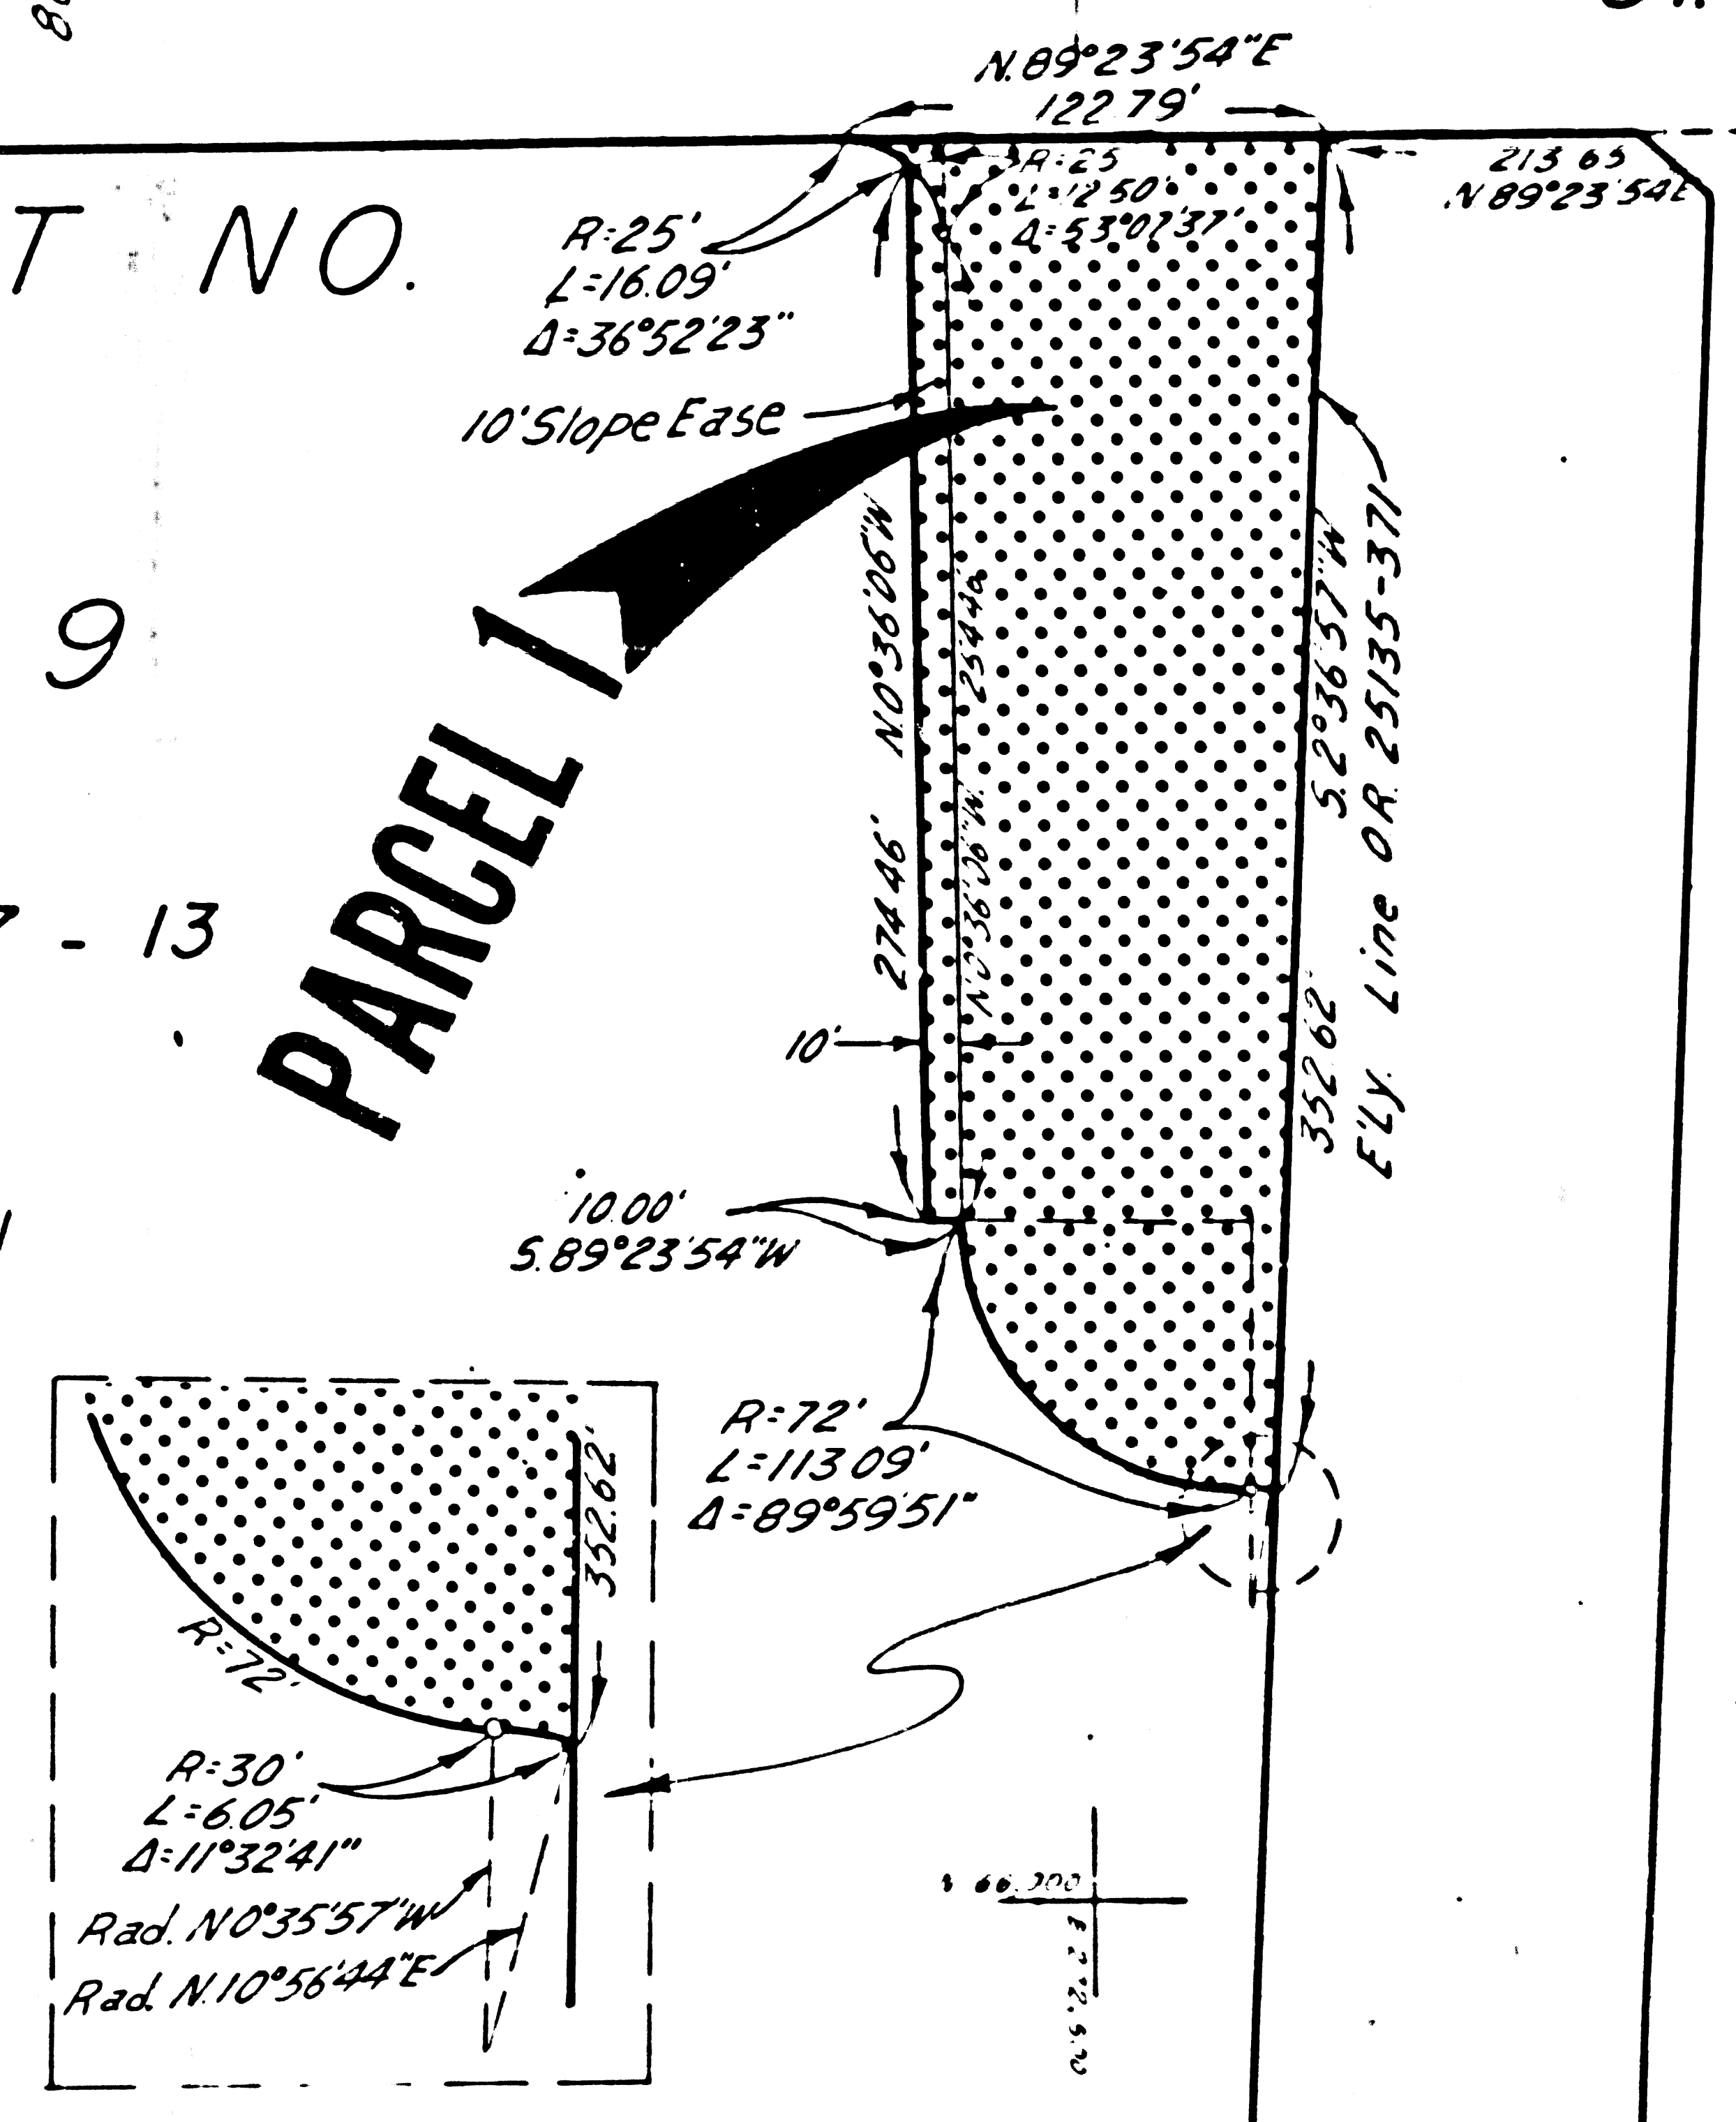 N.89°23'54"E
122.79'
213 65
N 89°23'54E
R=25
L=12 50'
Δ=53°07'37'
R=25'
L=16.09'
Δ=36°52'23"
T NO.
10' Slope Ease
N.0°36'06"W
274.46'
254.46'
N.0°36'06"W.
S.2°36'57"W
352.62'
E'Ly. Line O.R. 25135-371
9
PARCEL 1
- 13
10'
10.00'
S.89°23'54"W
R=72'
L=113.09'
Δ=89°59'51"
352.62'
R=72'
R=30'
L=6.05'
Δ=11°32'41"
Rad. N0°35'57"W
Rad. N.10°56'44"E